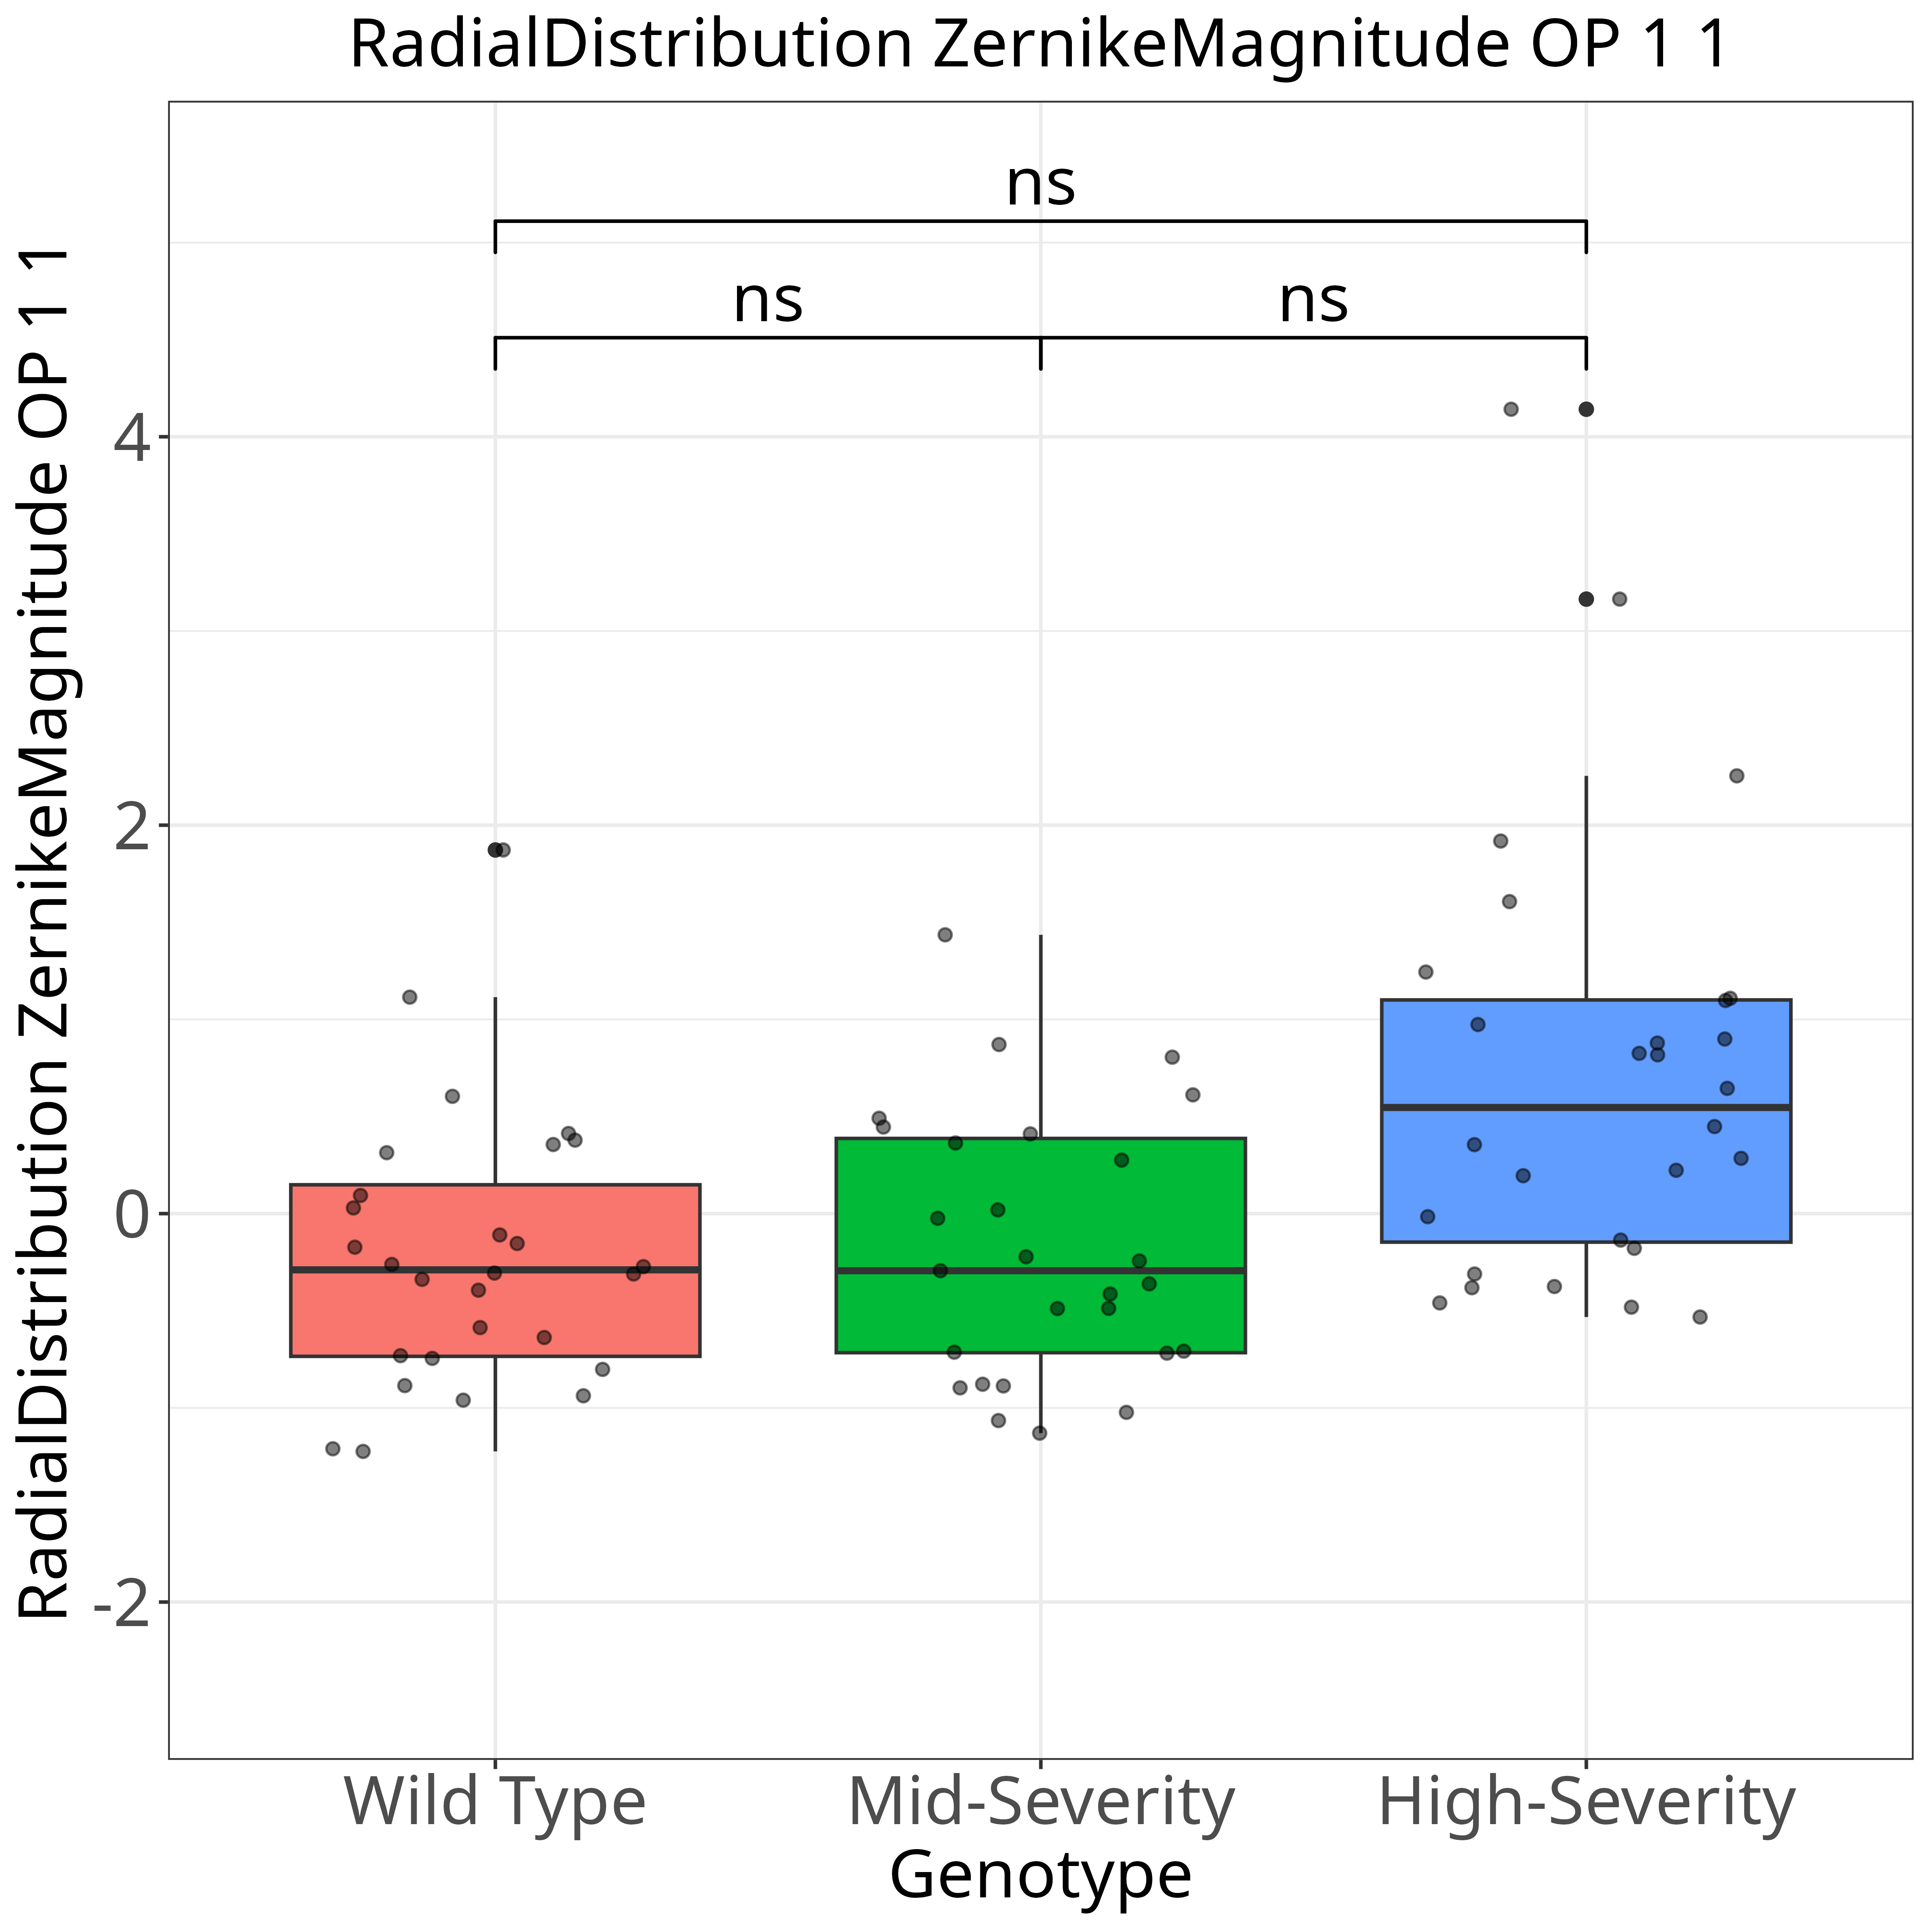 RadialDistribution ZernikeMagnitude OP 1 1
RadialDistribution ZernikeMagnitude OP 1 1
ns
ns
ns
4
2
0
-2
Wild Type
Mid-Severity
High-Severity
Genotype